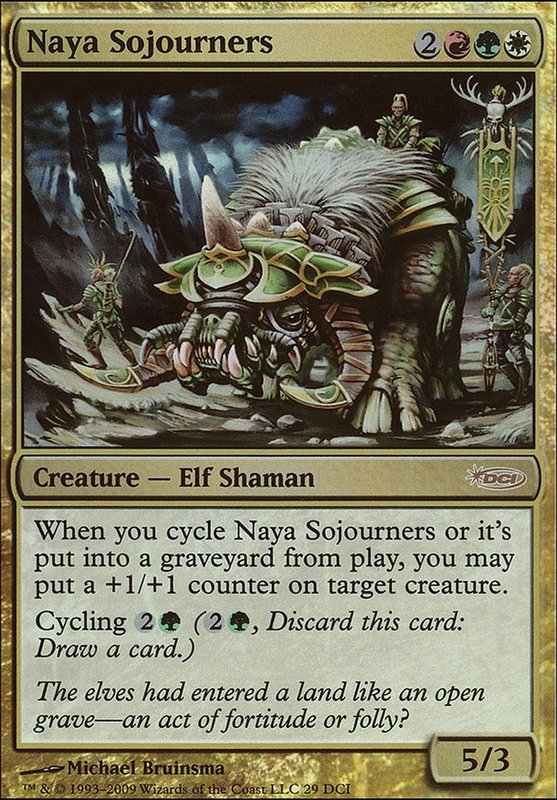 Naya Sojourners 2
Creature — Elf Shaman
DCI
When you cycle Naya Sojourners or it's
put into a graveyard from play, you may
put a +1/+1 counter on target creature.
Cycling 2 (2, Discard this card:
Draw a card.)
The elves had entered a land like an open
grave—an act of fortitude or folly?
Michael Bruinsma
5/3
™ & © 1993–2009 Wizards of the Coast LLC 29 DCI